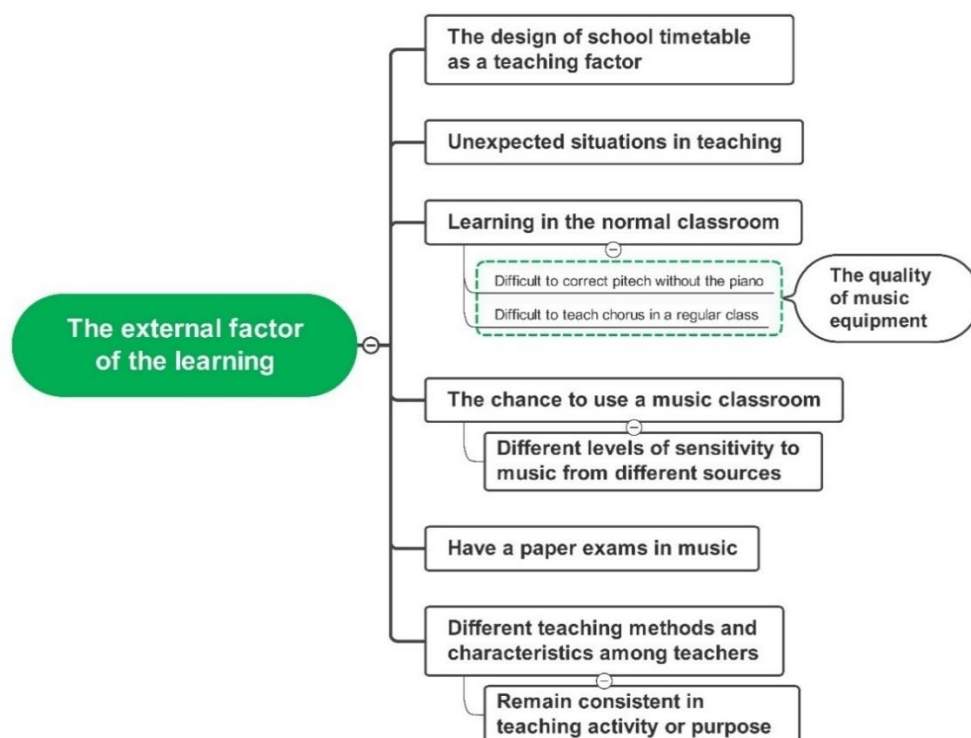 The design of school timetable
as a teaching factor
Unexpected situations in teaching
Learning in the normal classroom
Difficult to correct pitech without the piano
Difficult to teach chorus in a regular class
The quality
of music
equipment
The external factor
of the learning
The chance to use a music classroom
Different levels of sensitivity to
music from different sources
Have a paper exams in music
Different teaching methods and
characteristics among teachers
Remain consistent in
teaching activity or purpose